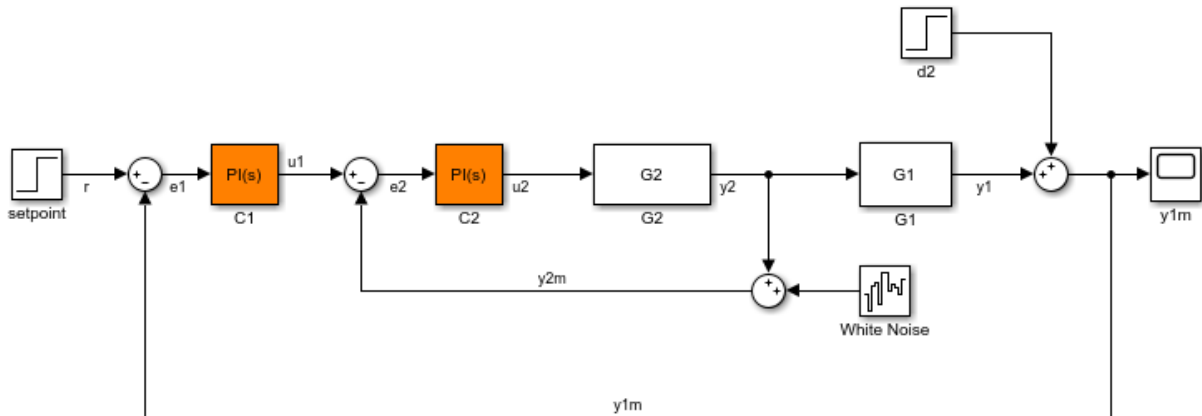 d2
setpoint
r
e1
PI(s)
C1
u1
e2
PI(s)
C2
u2
G2
G2
y2
G1
G1
y1
y1m
y2m
White Noise
y1m